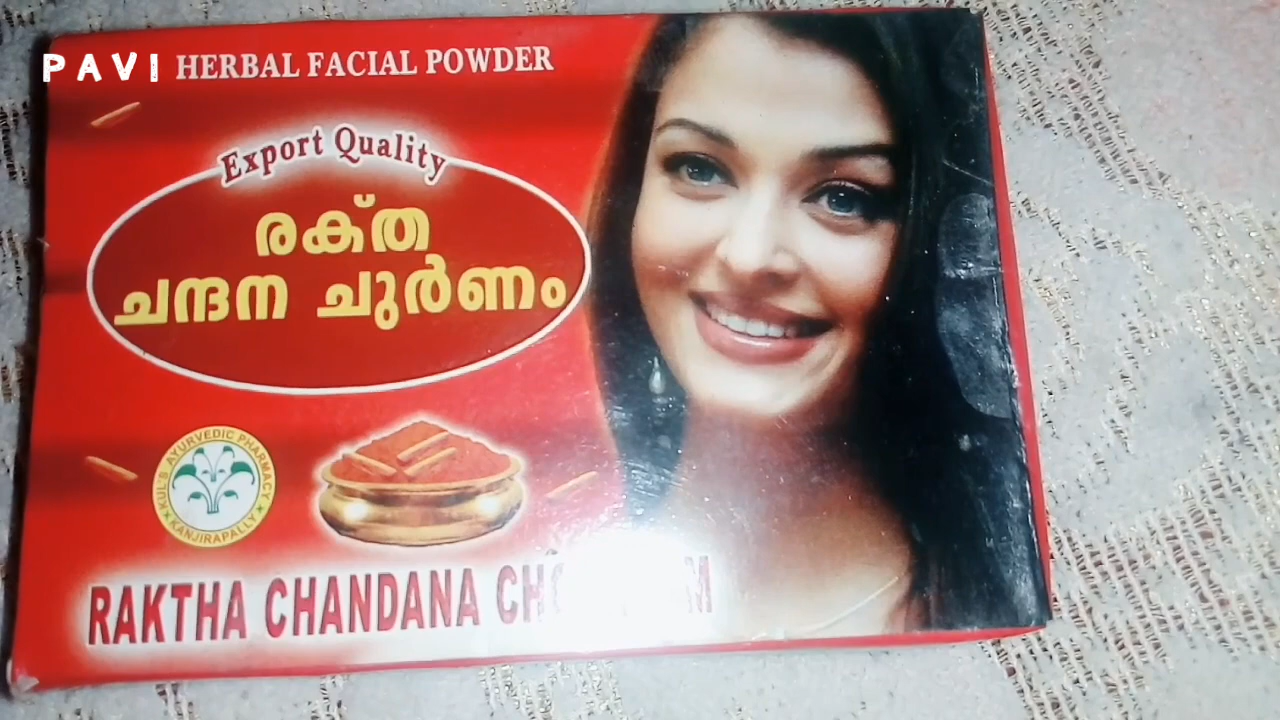 PAVI HERBAL FACIAL POWDER
Export Quality
രക്ത
ചന്ദന ചൂർണം
KUL'S AYURVEDIC PHARMACY
KANJIRAPALLY
RAKTHA CHANDANA